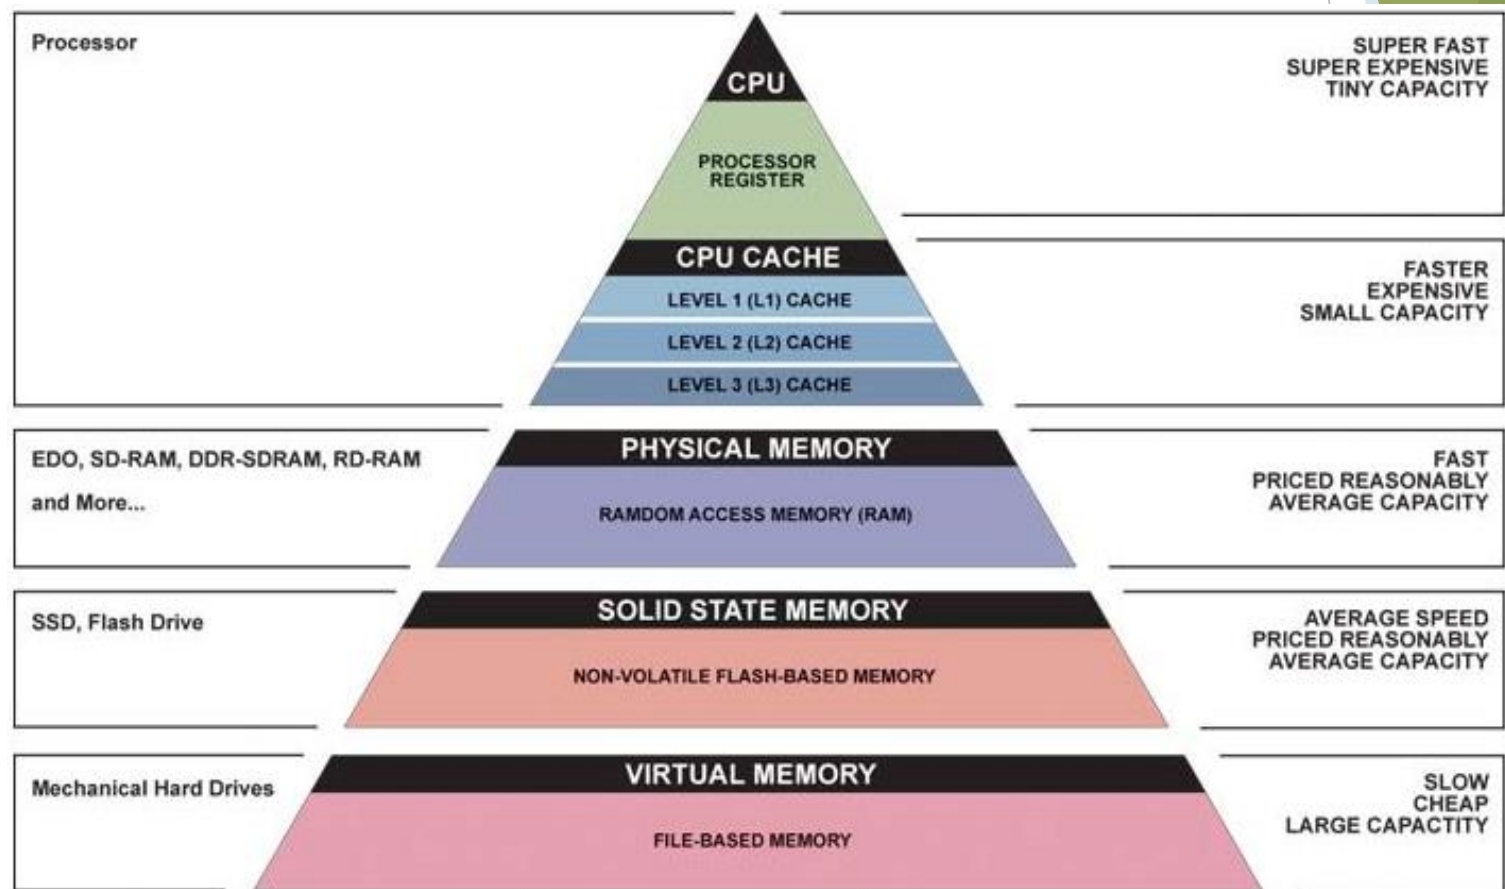 Processor
CPU
SUPER FAST
SUPER EXPENSIVE
TINY CAPACITY
PROCESSOR
REGISTER
CPU CACHE
LEVEL 1 (L1) CACHE
LEVEL 2 (L2) CACHE
LEVEL 3 (L3) CACHE
FASTER
EXPENSIVE
SMALL CAPACITY
EDO, SD-RAM, DDR-SDRAM, RD-RAM
and More...
PHYSICAL MEMORY
RAMDOM ACCESS MEMORY (RAM)
FAST
PRICED REASONABLY
AVERAGE CAPACITY
SSD, Flash Drive
SOLID STATE MEMORY
NON-VOLATILE FLASH-BASED MEMORY
AVERAGE SPEED
PRICED REASONABLY
AVERAGE CAPACITY
Mechanical Hard Drives
VIRTUAL MEMORY
FILE-BASED MEMORY
SLOW
CHEAP
LARGE CAPACTITY